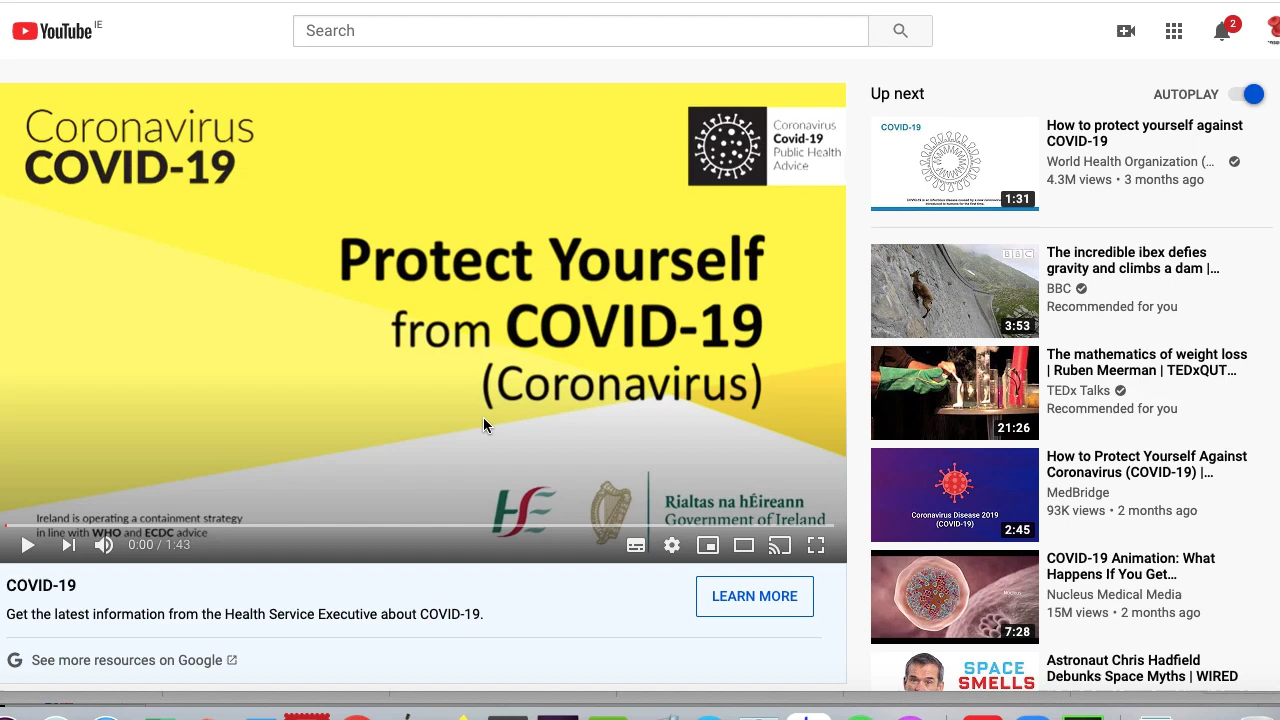 YouTube IE
Search
2
Coronavirus
COVID-19
Coronavirus
Covid-19
Public Health
Advice
Protect Yourself
from COVID-19
(Coronavirus)
Ireland is operating a containment strategy
in line with WHO and ECDC advice
Rialtas na hÉireann
Government of Ireland
0:00 / 1:43
COVID-19
Get the latest information from the Health Service Executive about COVID-19.
LEARN MORE
See more resources on Google
Up next
AUTOPLAY
COVID-19
1:31
How to protect yourself against
COVID-19
World Health Organization (...
4.3M views • 3 months ago
BBC
3:53
The incredible ibex defies
gravity and climbs a dam |...
BBC
Recommended for you
21:26
The mathematics of weight loss
| Ruben Meerman | TEDxQUT...
TEDx Talks
Recommended for you
Coronavirus Disease 2019
(COVID-19)
2:45
How to Protect Yourself Against
Coronavirus (COVID-19) |...
MedBridge
93K views • 2 months ago
Nucleus
7:28
COVID-19 Animation: What
Happens If You Get...
Nucleus Medical Media
15M views • 2 months ago
SPACE
SMELLS
Astronaut Chris Hadfield
Debunks Space Myths | WIRED